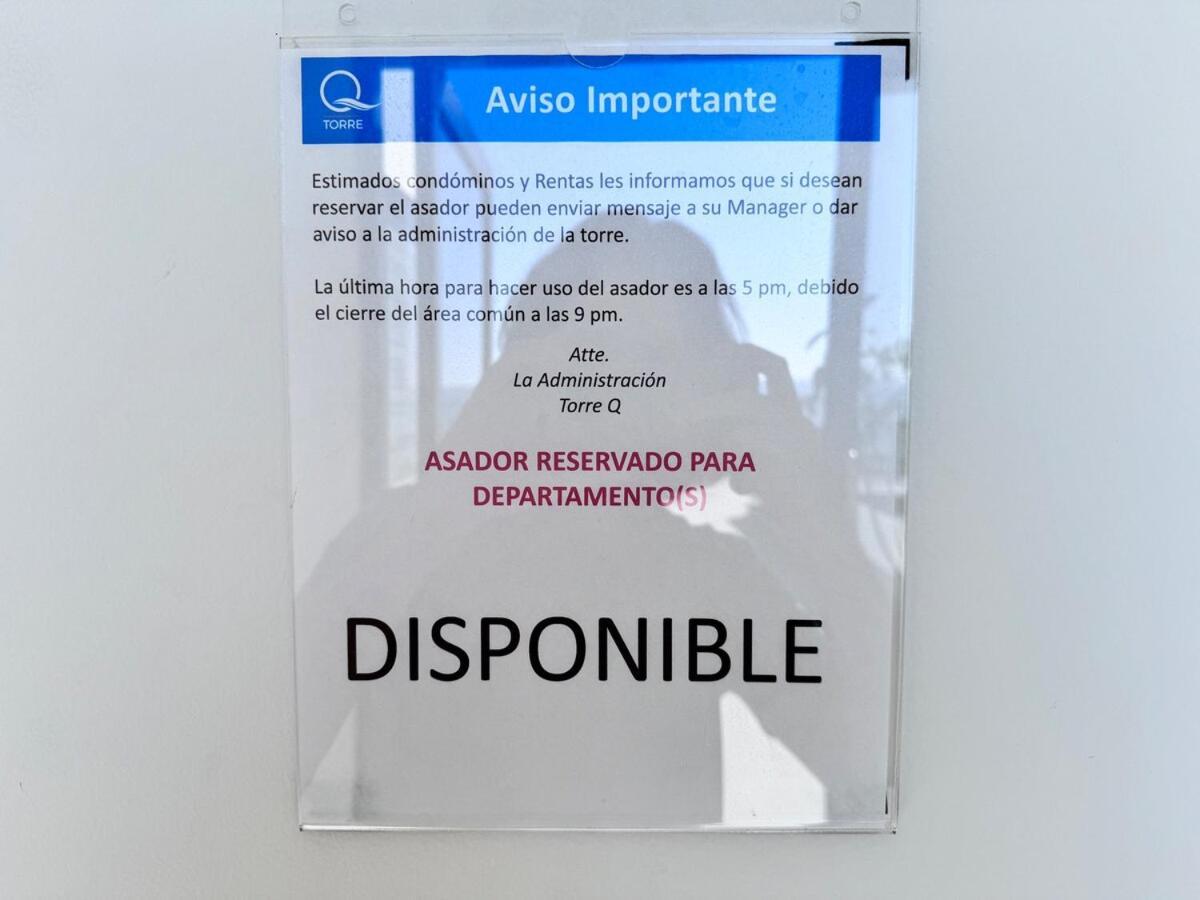 Q
TORRE
Aviso Importante
Estimados condóminos y Rentas les informamos que si desean
reservar el asador pueden enviar mensaje a su Manager o dar
aviso a la administración de la torre.
La última hora para hacer uso del asador es a las 5 pm, debido
el cierre del área común a las 9 pm.
Atte.
La Administración
Torre Q
ASADOR RESERVADO PARA
DEPARTAMENTO(S)
DISPONIBLE